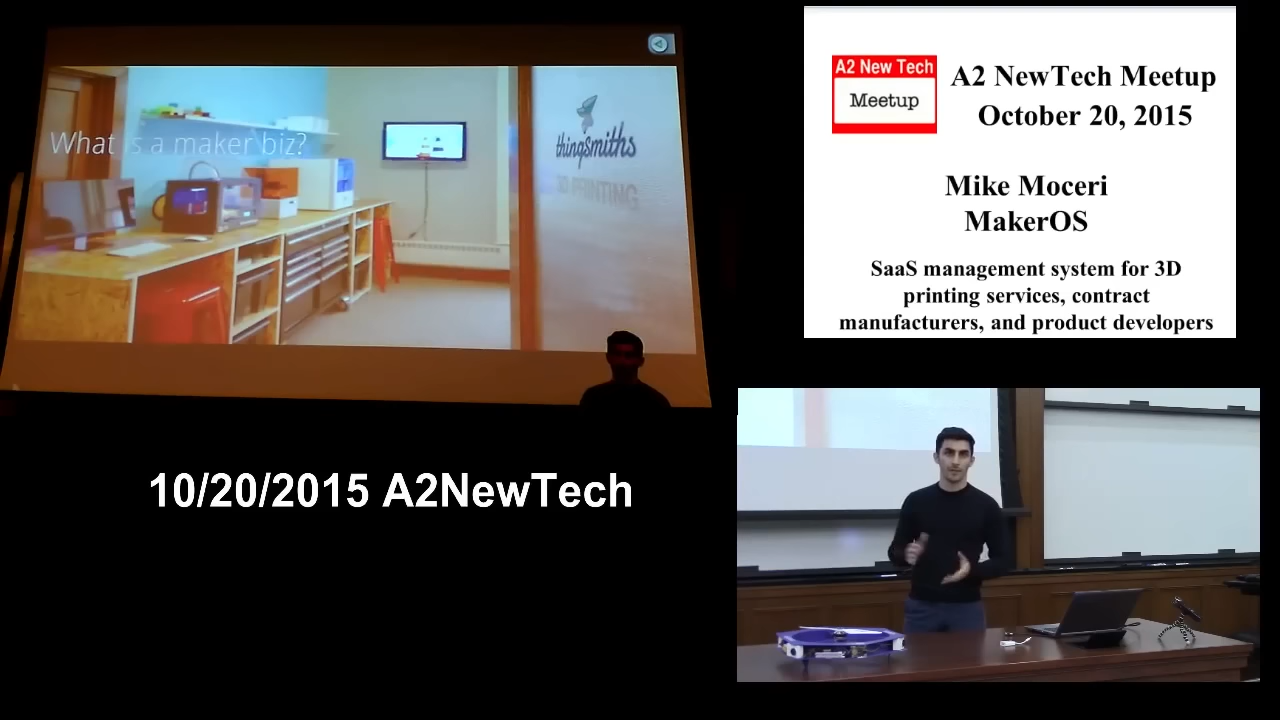 What is a maker biz?
thingsmiths
3D PRINTING
10/20/2015 A2NewTech
A2 New Tech
Meetup
A2 NewTech Meetup
October 20, 2015
Mike Moceri
MakerOS
SaaS management system for 3D
printing services, contract
manufacturers, and product developers